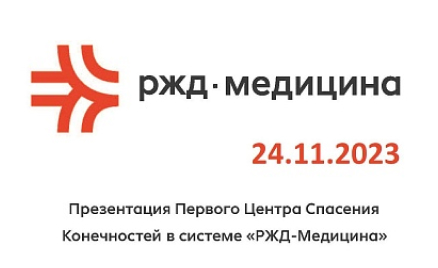 ржд·медицина
24.11.2023
Презентация Первого Центра Спасения
Конечностей в системе «РЖД-Медицина»